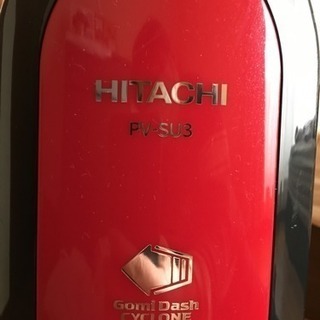 HITACHI
PV-SU3
Gomi Dash
CYCLONE